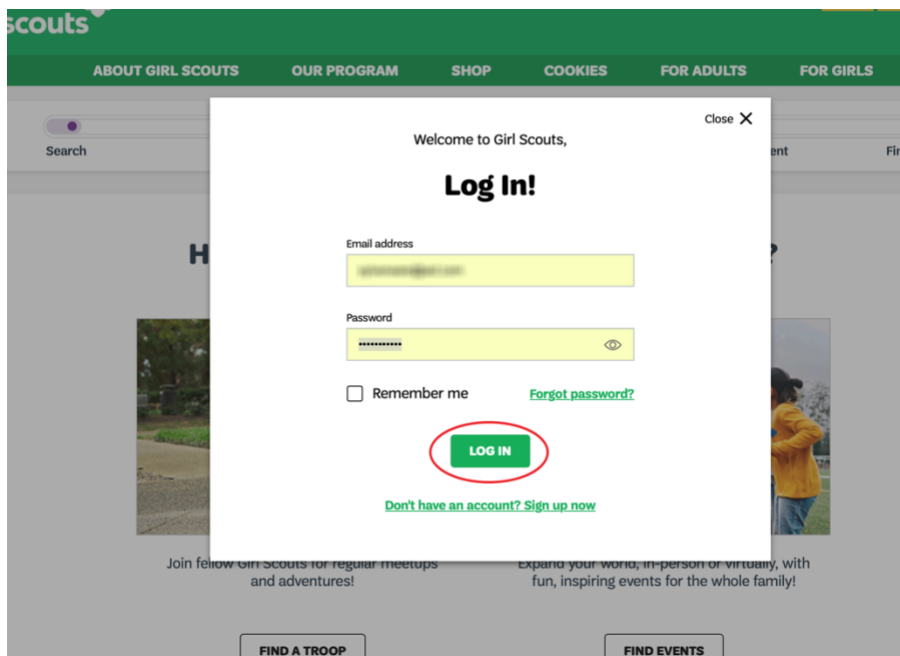 scouts
ABOUT GIRL SCOUTS OUR PROGRAM SHOP COOKIES FOR ADULTS FOR GIRLS
Close
Welcome to Girl Scouts,
Search
Log In!
Email address
Password
Remember me Forgot password?
LOG IN
Don't have an account? Sign up now
Join fellow Girl Scouts for regular meetups
and adventures!
Expand your world, in-person or virtually, with
fun, inspiring events for the whole family!
FIND A TROOP FIND EVENTS